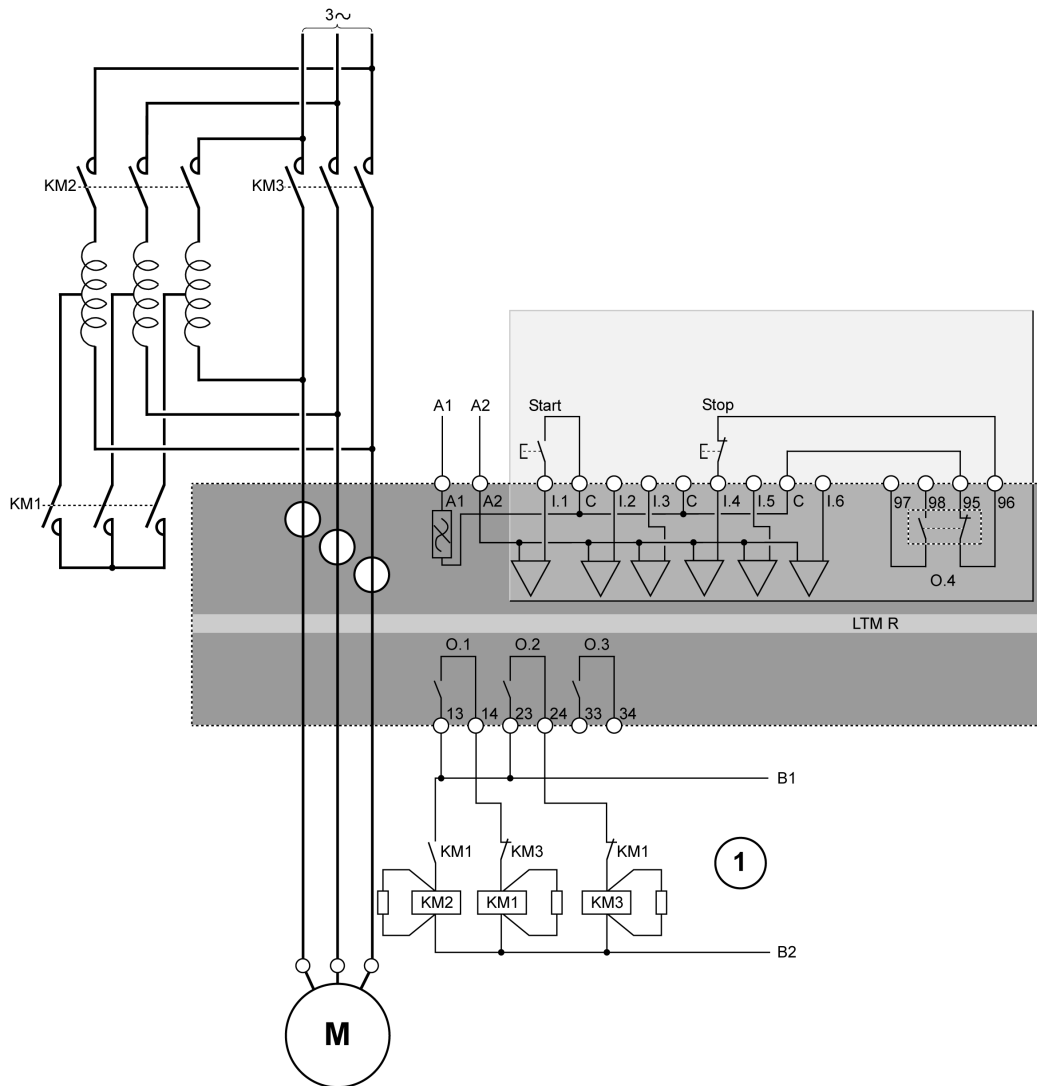 3~
KM2
KM3
KM1
A1 A2 Start Stop
A1 A2 I.1 C I.2 I.3 C I.4 I.5 C I.6 97 98 95 96
O.4
LTM R
O.1 O.2 O.3
13 14 23 24 33 34
B1
KM1 KM3 KM1
1
KM2 KM1 KM3
B2
M